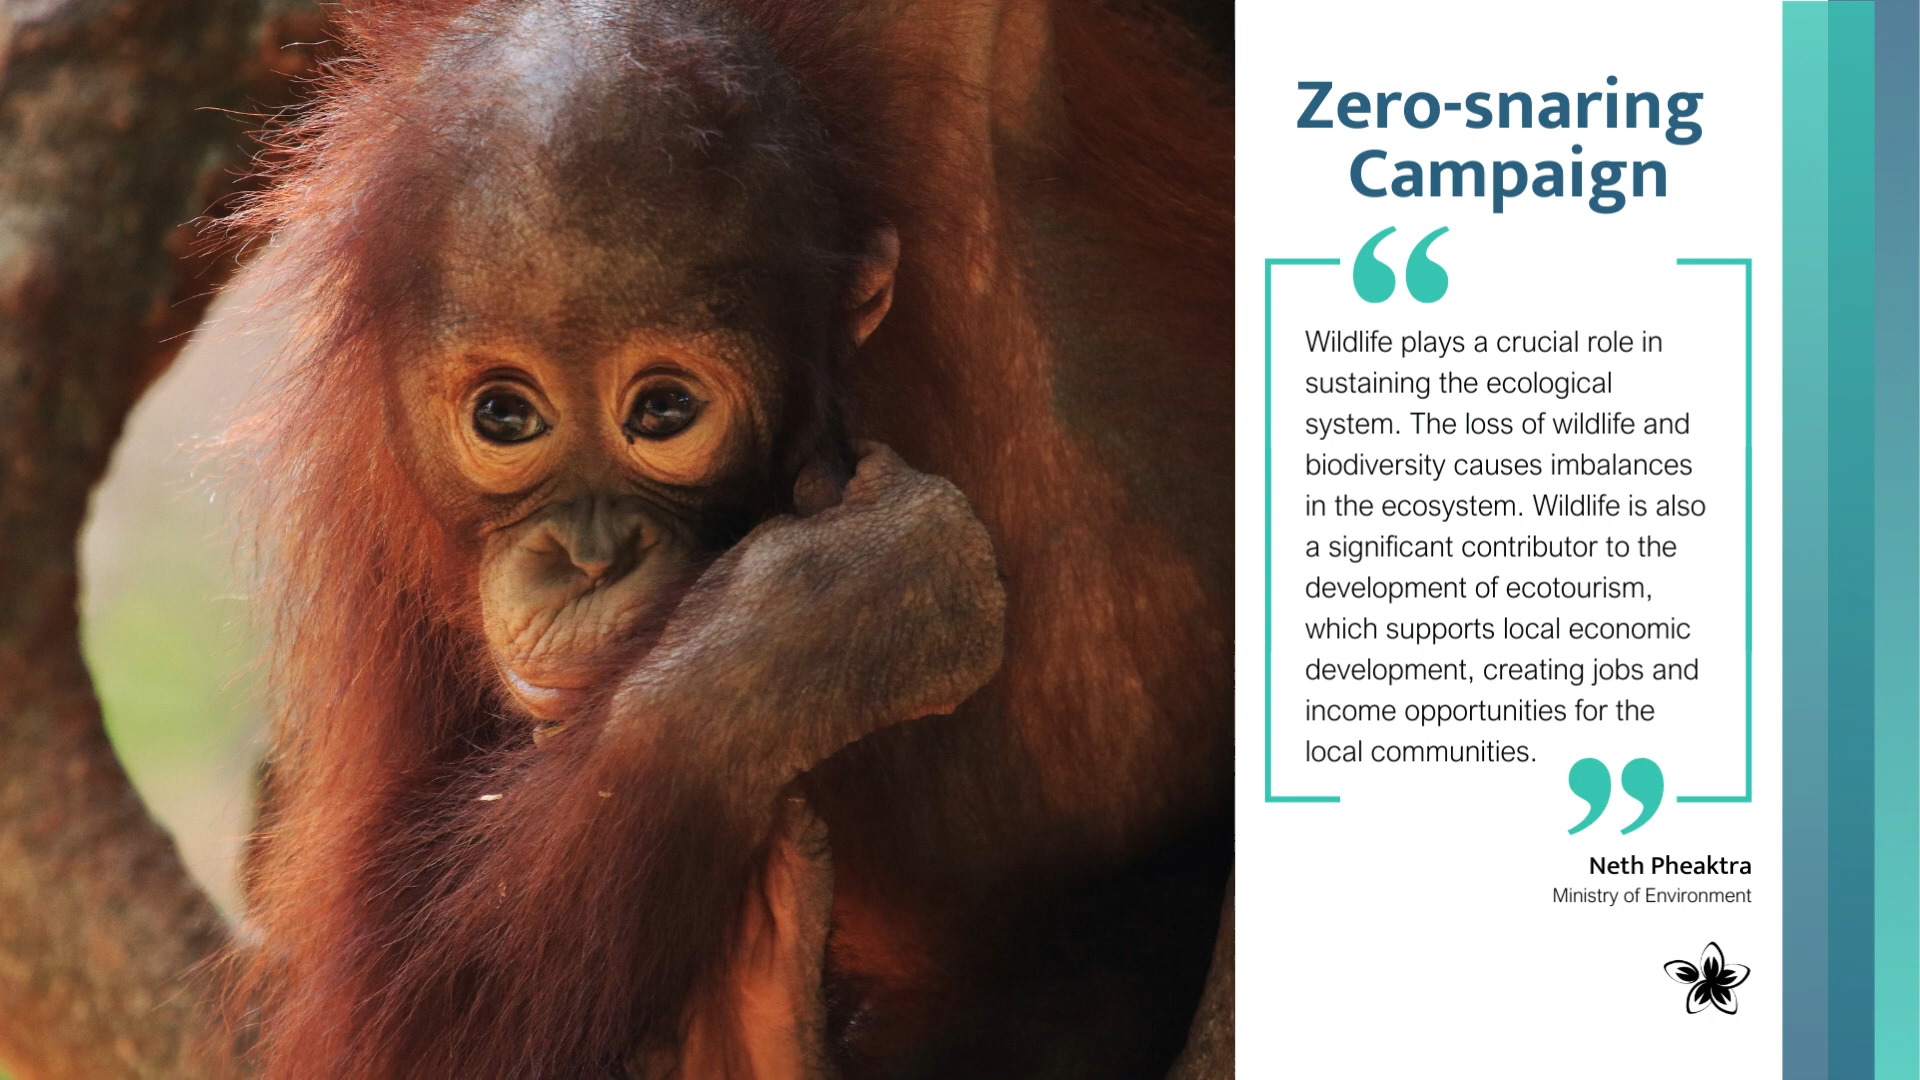 Zero-snaring
Campaign
“
Wildlife plays a crucial role in
sustaining the ecological
system. The loss of wildlife and
biodiversity causes imbalances
in the ecosystem. Wildlife is also
a significant contributor to the
development of ecotourism,
which supports local economic
development, creating jobs and
income opportunities for the
local communities.
”
Neth Pheaktra
Ministry of Environment